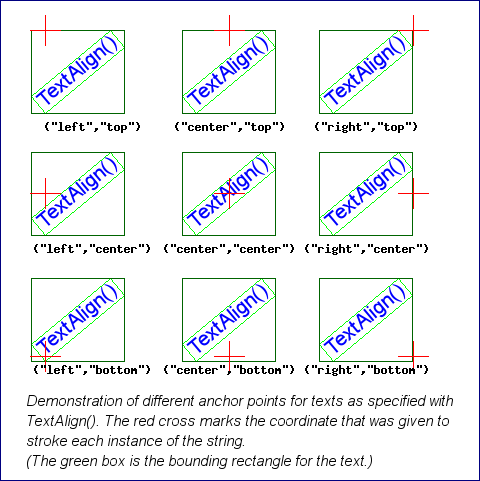 TextAlign() TextAlign() TextAlign()
("left","top") ("center","top") ("right","top")
TextAlign() TextAlign() TextAlign()
("left","center") ("center","center") ("right","center")
TextAlign() TextAlign() TextAlign()
("left","bottom") ("center","bottom") ("right","bottom")
Demonstration of different anchor points for texts as specified with
TextAlign(). The red cross marks the coordinate that was given to
stroke each instance of the string.
(The green box is the bounding rectangle for the text.)